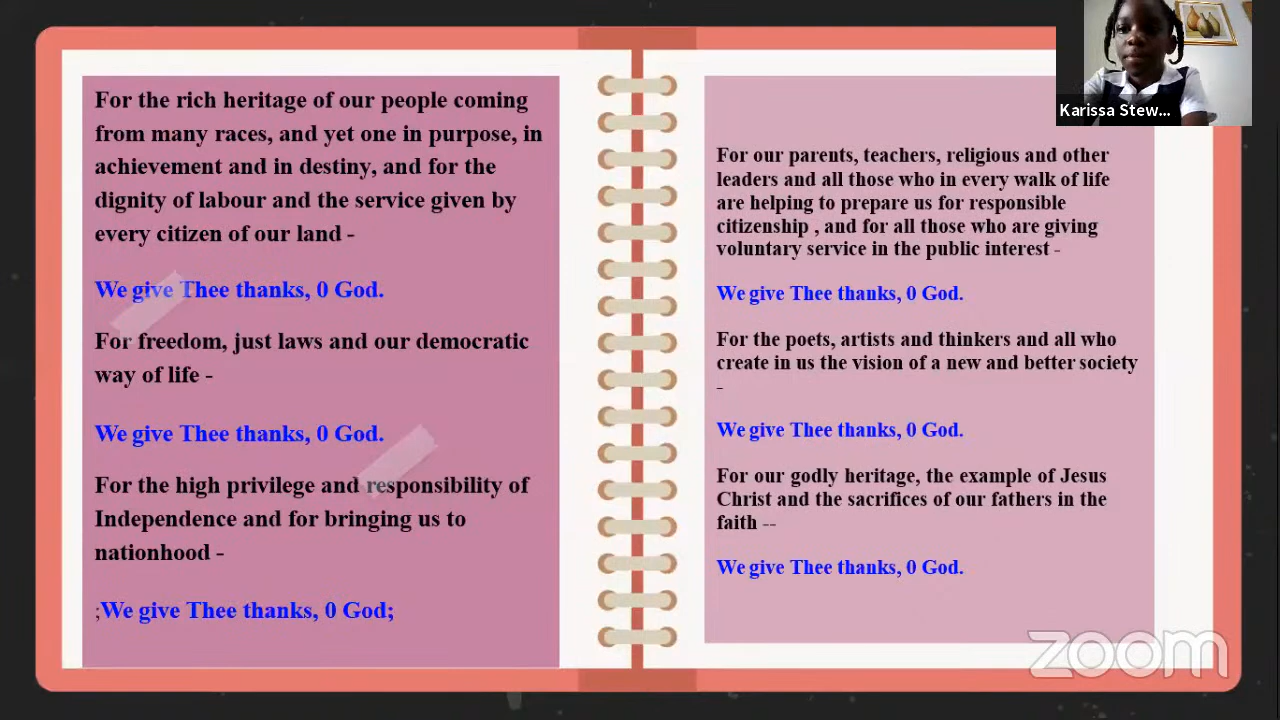 For the rich heritage of our people coming
from many races, and yet one in purpose, in
achievement and in destiny, and for the
dignity of labour and the service given by
every citizen of our land -
We give Thee thanks, 0 God.
For freedom, just laws and our democratic
way of life -
We give Thee thanks, 0 God.
For the high privilege and responsibility of
Independence and for bringing us to
nationhood -
;We give Thee thanks, 0 God;
For our parents, teachers, religious and other
leaders and all those who in every walk of life
are helping to prepare us for responsible
citizenship , and for all those who are giving
voluntary service in the public interest -
We give Thee thanks, 0 God.
For the poets, artists and thinkers and all who
create in us the vision of a new and better society
-
We give Thee thanks, 0 God.
For our godly heritage, the example of Jesus
Christ and the sacrifices of our fathers in the
faith --
We give Thee thanks, 0 God.
Karissa Stew...
zoom